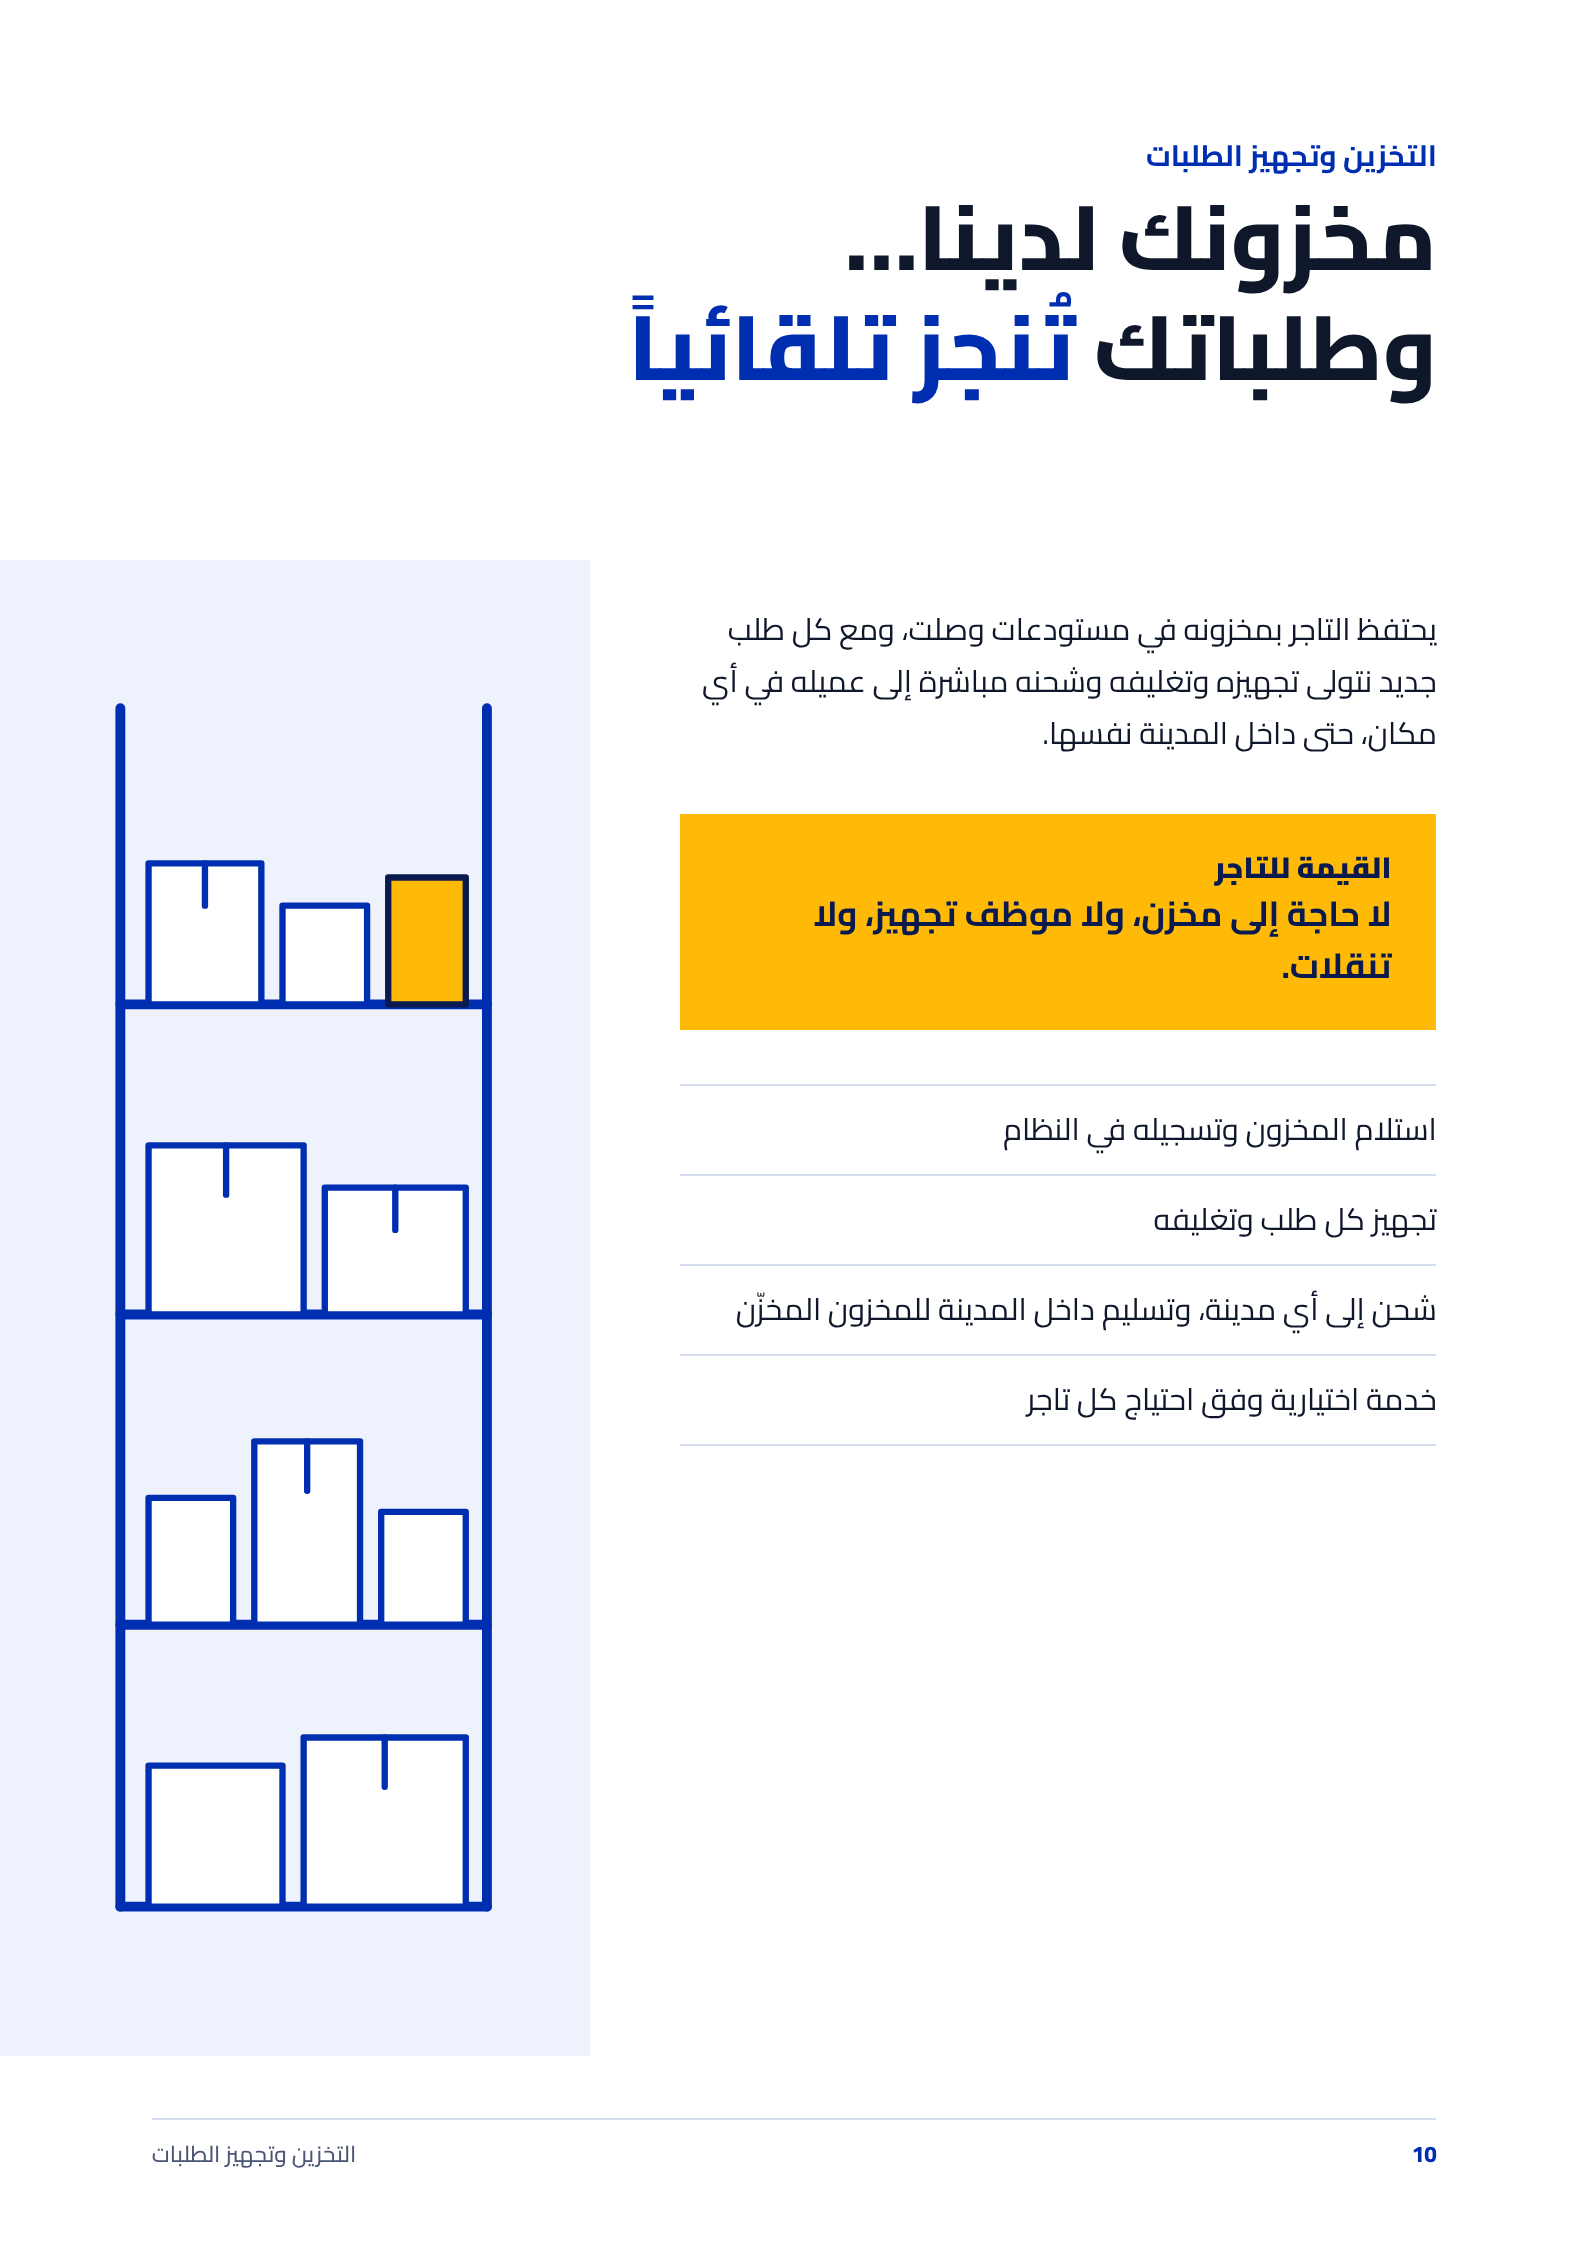 التخزين وتجهيز الطلبات
مخزونك لدينا...
وطلباتك تُنجز تلقائياً
يحتفظ التاجر بمخزونه في مستودعات وصلت، ومع كل طلب
جديد نتولى تجهيزه وتغليفه وشحنه مباشرة إلى عميله في أي
مكان، حتى داخل المدينة نفسها.
القيمة للتاجر
لا حاجة إلى مخزن، ولا موظف تجهيز، ولا
تنقلات.
استلام المخزون وتسجيله في النظام
تجهيز كل طلب وتغليفه
شحن إلى أي مدينة، وتسليم داخل المدينة للمخزون المخزّن
خدمة اختيارية وفق احتياج كل تاجر
10
التخزين وتجهيز الطلبات